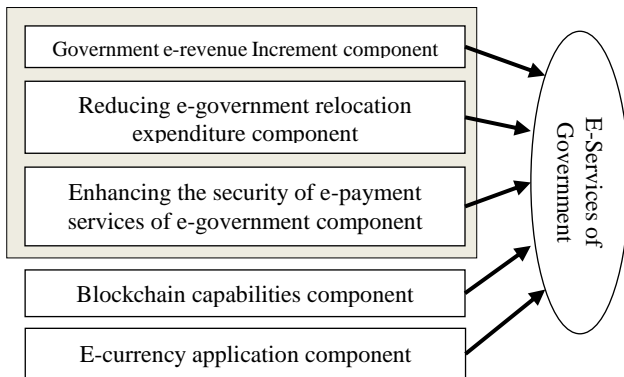 Government e-revenue Increment component
Reducing e-government relocation
expenditure component
Enhancing the security of e-payment
services of e-government component
Blockchain capabilities component
E-currency application component
E-Services of
Government